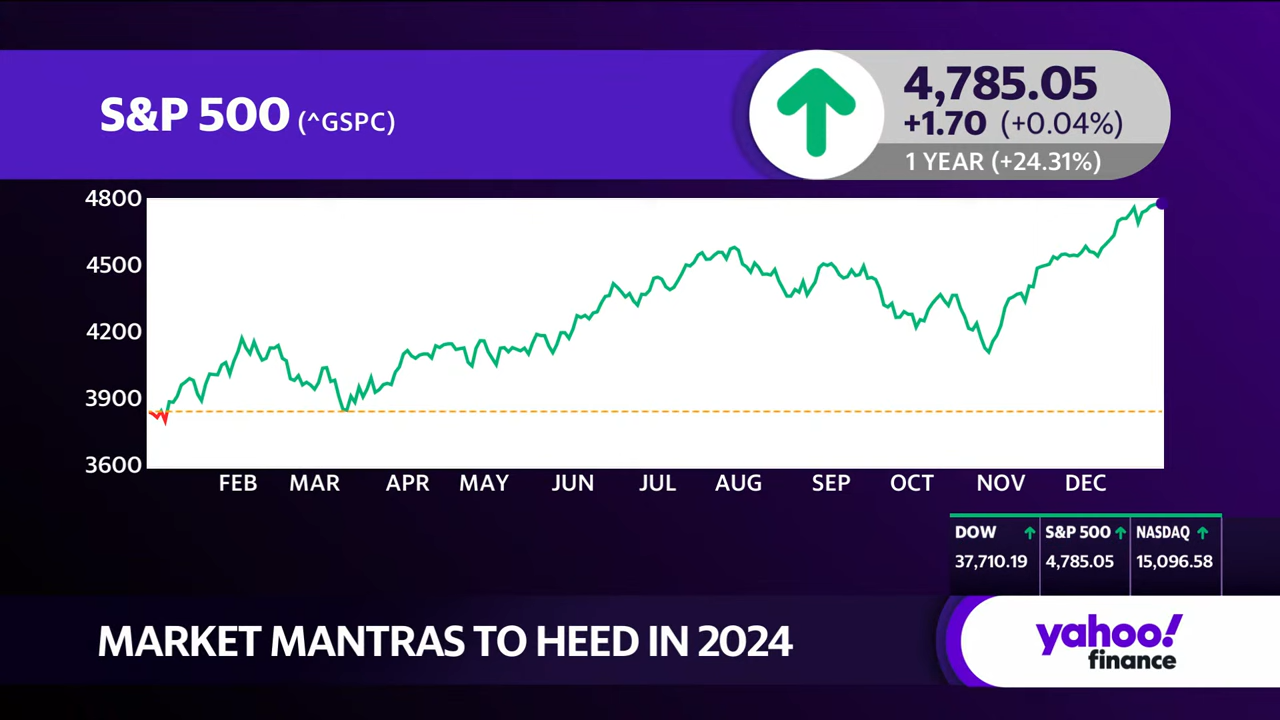 S&P 500 (^GSPC)
4,785.05
+1.70 (+0.04%)
1 YEAR (+24.31%)
4800
4500
4200
3900
3600
FEB MAR APR MAY JUN JUL AUG SEP OCT NOV DEC
DOW S&P 500 NASDAQ
37,710.19 4,785.05 15,096.58
MARKET MANTRAS TO HEED IN 2024
yahoo!
finance